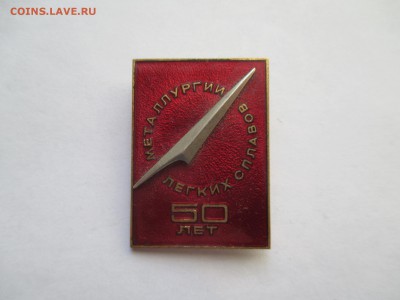 COINS.LAVE.RU
МЕТАЛЛУРГИИ
ЛЕГКИХ СПЛАВОВ
50
ЛЕТ